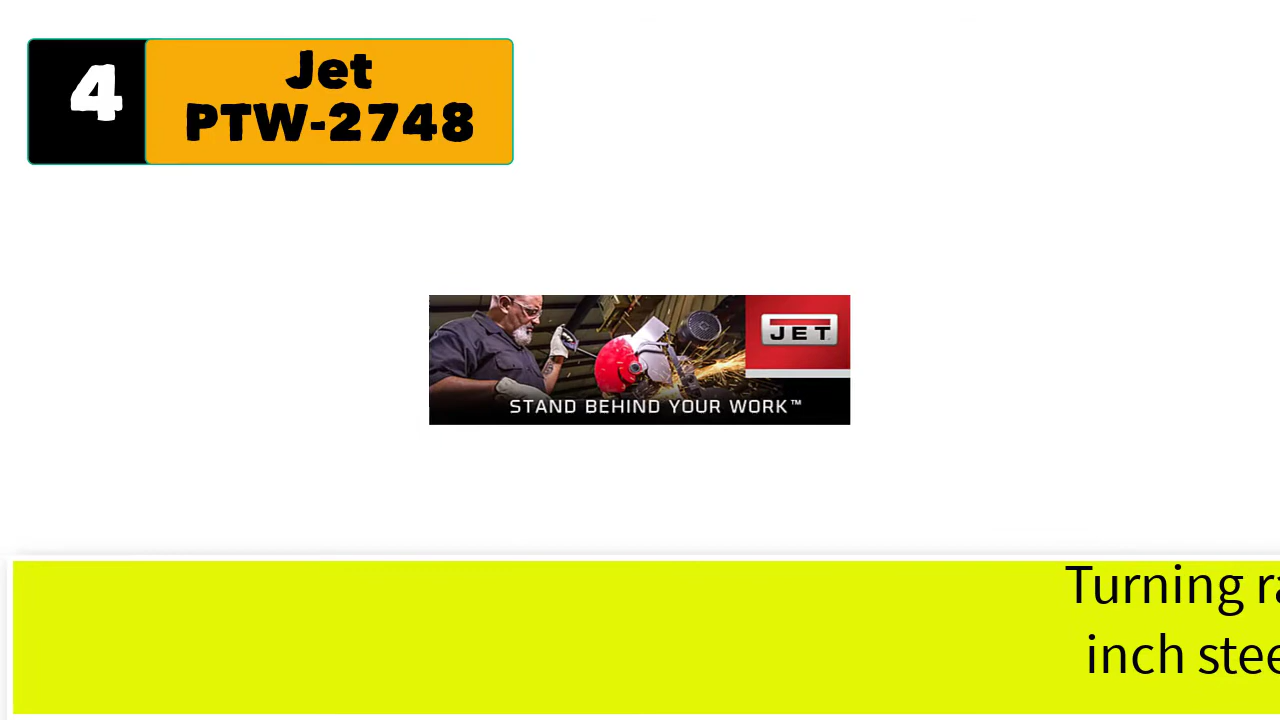 4
Jet
PTW-2748
JET
STAND BEHIND YOUR WORK™
Turning
inch